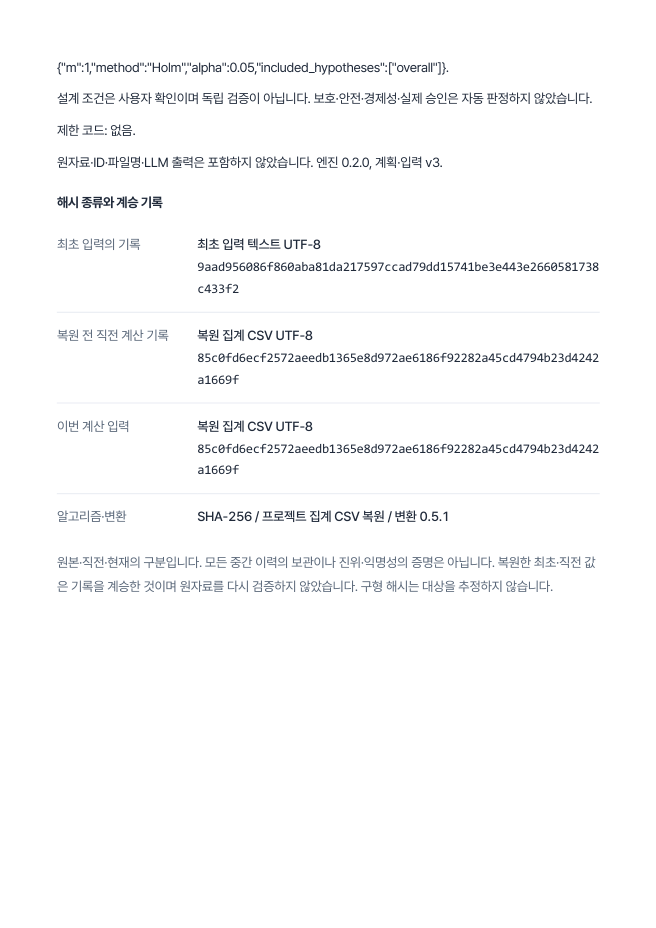 {"m":1,"method":"Holm","alpha":0.05,"included_hypotheses":["overall"]}.
설계 조건은 사용자 확인이며 독립 검증이 아닙니다. 보호·안전·경제성·실제 승인은 자동 판정하지 않았습니다.
제한 코드: 없음.
원자료·ID·파일명·LLM 출력은 포함하지 않았습니다. 엔진 0.2.0, 계획·입력 v3.
해시 종류와 계승 기록
최초 입력의 기록
최초 입력 텍스트 UTF-8
9aad956086f860aba81da217597ccad79dd15741be3e443e2660581738
c433f2
복원 전 직전 계산 기록
복원 집계 CSV UTF-8
85c0fd6ecf2572aeedb1365e8d972ae6186f92282a45cd4794b23d4242
a1669f
이번 계산 입력
복원 집계 CSV UTF-8
85c0fd6ecf2572aeedb1365e8d972ae6186f92282a45cd4794b23d4242
a1669f
알고리즘·변환
SHA-256 / 프로젝트 집계 CSV 복원 / 변환 0.5.1
원본·직전·현재의 구분입니다. 모든 중간 이력의 보관이나 진위·익명성의 증명은 아닙니다. 복원한 최초·직전 값
은 기록을 계승한 것이며 원자료를 다시 검증하지 않았습니다. 구형 해시는 대상을 추정하지 않습니다.